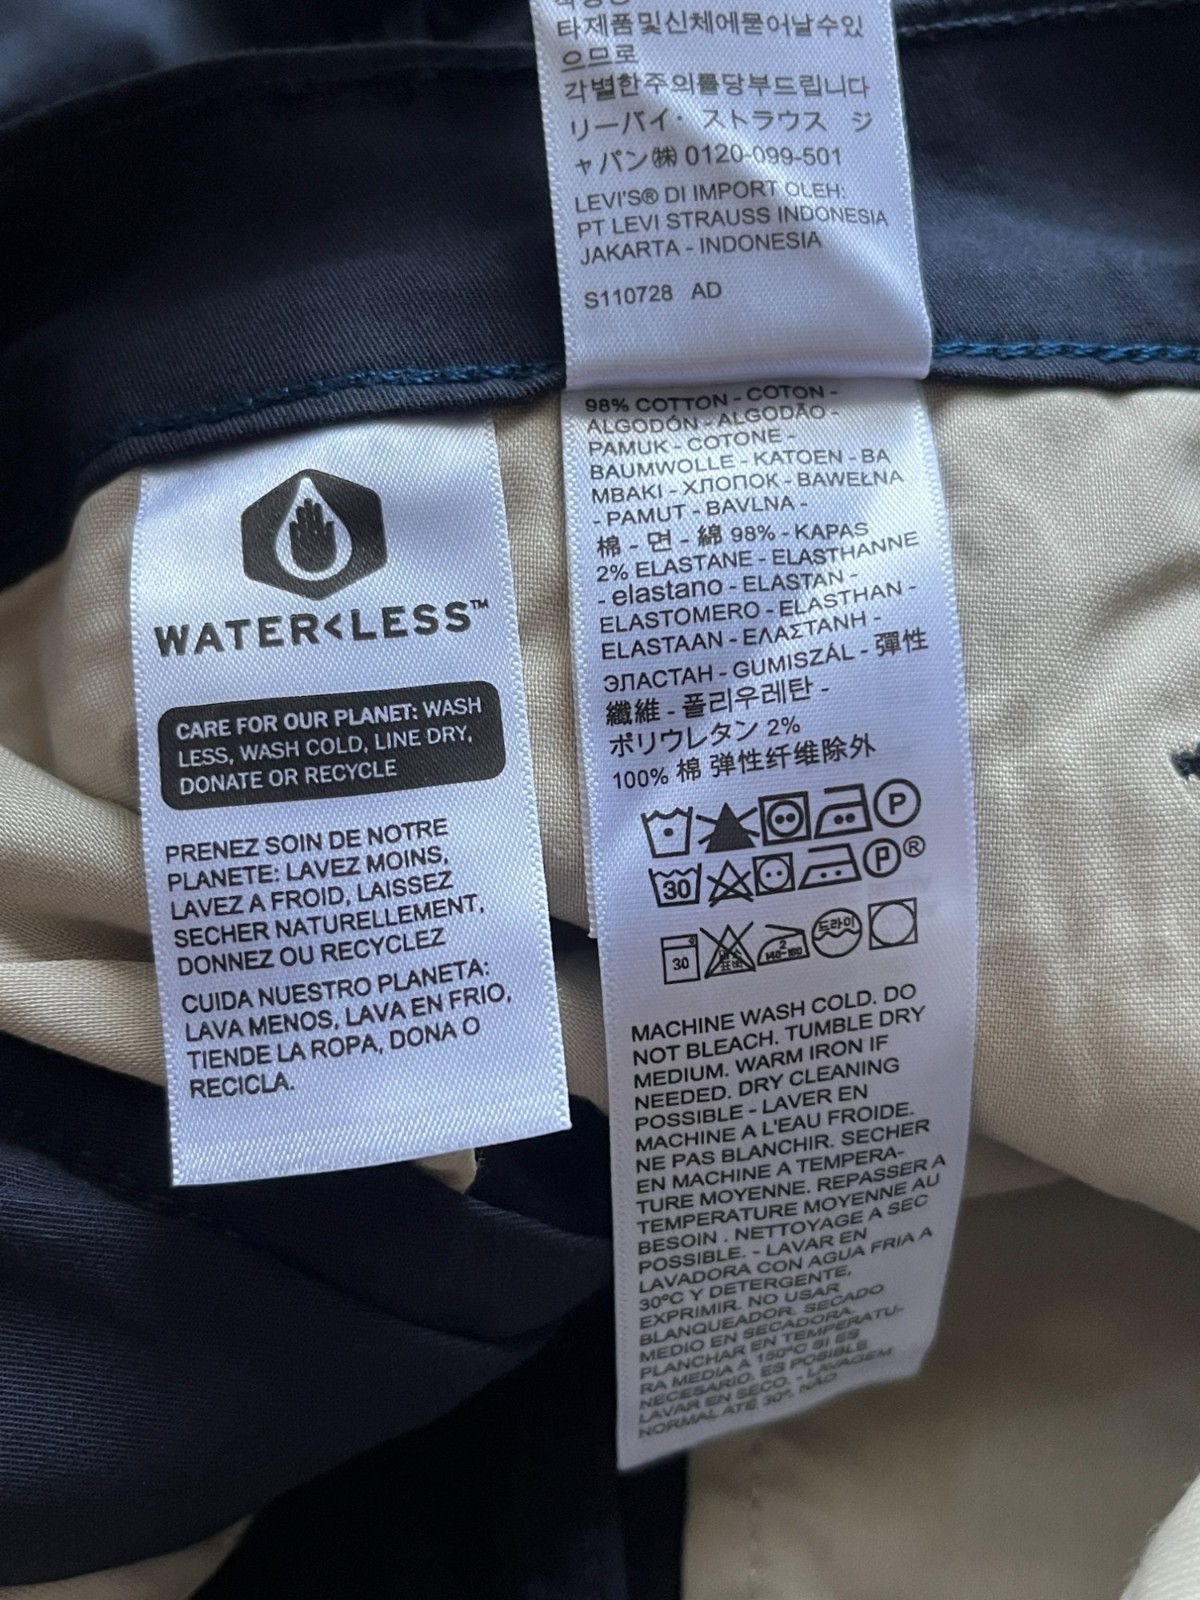 타제품및신체에묻어날수있
으므로
각별한주의를당부드립니다
リーバイ・ストラウス ジ
ャパン㈱ 0120-099-501
LEVI'S® DI IMPORT OLEH:
PT LEVI STRAUSS INDONESIA
JAKARTA - INDONESIA
S110728 AD
WATER<LESS™
CARE FOR OUR PLANET: WASH
LESS, WASH COLD, LINE DRY,
DONATE OR RECYCLE
PRENEZ SOIN DE NOTRE
PLANETE: LAVEZ MOINS,
LAVEZ A FROID, LAISSEZ
SECHER NATURELLEMENT,
DONNEZ OU RECYCLEZ
CUIDA NUESTRO PLANETA:
LAVA MENOS, LAVA EN FRIO,
TIENDE LA ROPA, DONA O
RECICLA.
98% COTTON - COTON -
ALGODÓN - ALGODÃO -
PAMUK - COTONE -
BAUMWOLLE - KATOEN - BA
MBAKI - ХЛОПОК - BAWEŁNA
- PAMUT - BAVLNA -
棉 - 면 - 綿 98% - KAPAS
2% ELASTANE - ELASTHANNE
- elastano - ELASTAN -
ELASTOMERO - ELASTHAN -
ELASTAAN - ΕΛΑΣΤΑΝΗ -
ЭЛАСТАН - GUMISZÁL - 彈性
纖維 - 폴리우레탄 -
ポリウレタン 2%
100% 棉 弹性纤维除外
P
30 P®
30 2 140-160 드라이
MACHINE WASH COLD. DO
NOT BLEACH. TUMBLE DRY
MEDIUM. WARM IRON IF
NEEDED. DRY CLEANING
POSSIBLE - LAVER EN
MACHINE A L'EAU FROIDE.
NE PAS BLANCHIR. SECHER
EN MACHINE A TEMPERA-
TURE MOYENNE. REPASSER A
TEMPERATURE MOYENNE AU
BESOIN . NETTOYAGE A SEC
POSSIBLE. - LAVAR EN
LAVADORA CON AGUA FRIA A
30ºC Y DETERGENTE,
EXPRIMIR. NO USAR
BLANQUEADOR. SECADO
MEDIO EN SECADORA.
PLANCHAR EN TEMPERATU-
RA MEDIA A 150ºC SI ES
NECESARIO. ES POSIBLE
LAVAR EN SECO. - LAVAGEM
NORMAL ATÉ 30º. NÃO